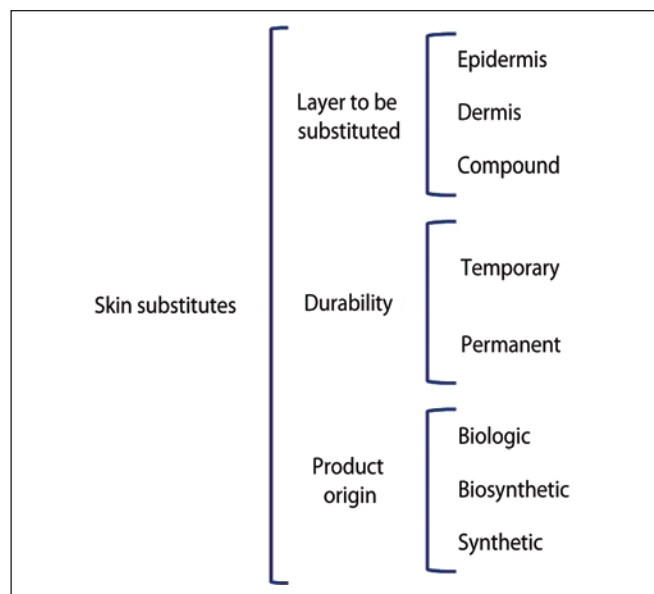 Skin substitutes
Layer to be
substituted
Epidermis
Dermis
Compound
Durability
Temporary
Permanent
Product
origin
Biologic
Biosynthetic
Synthetic